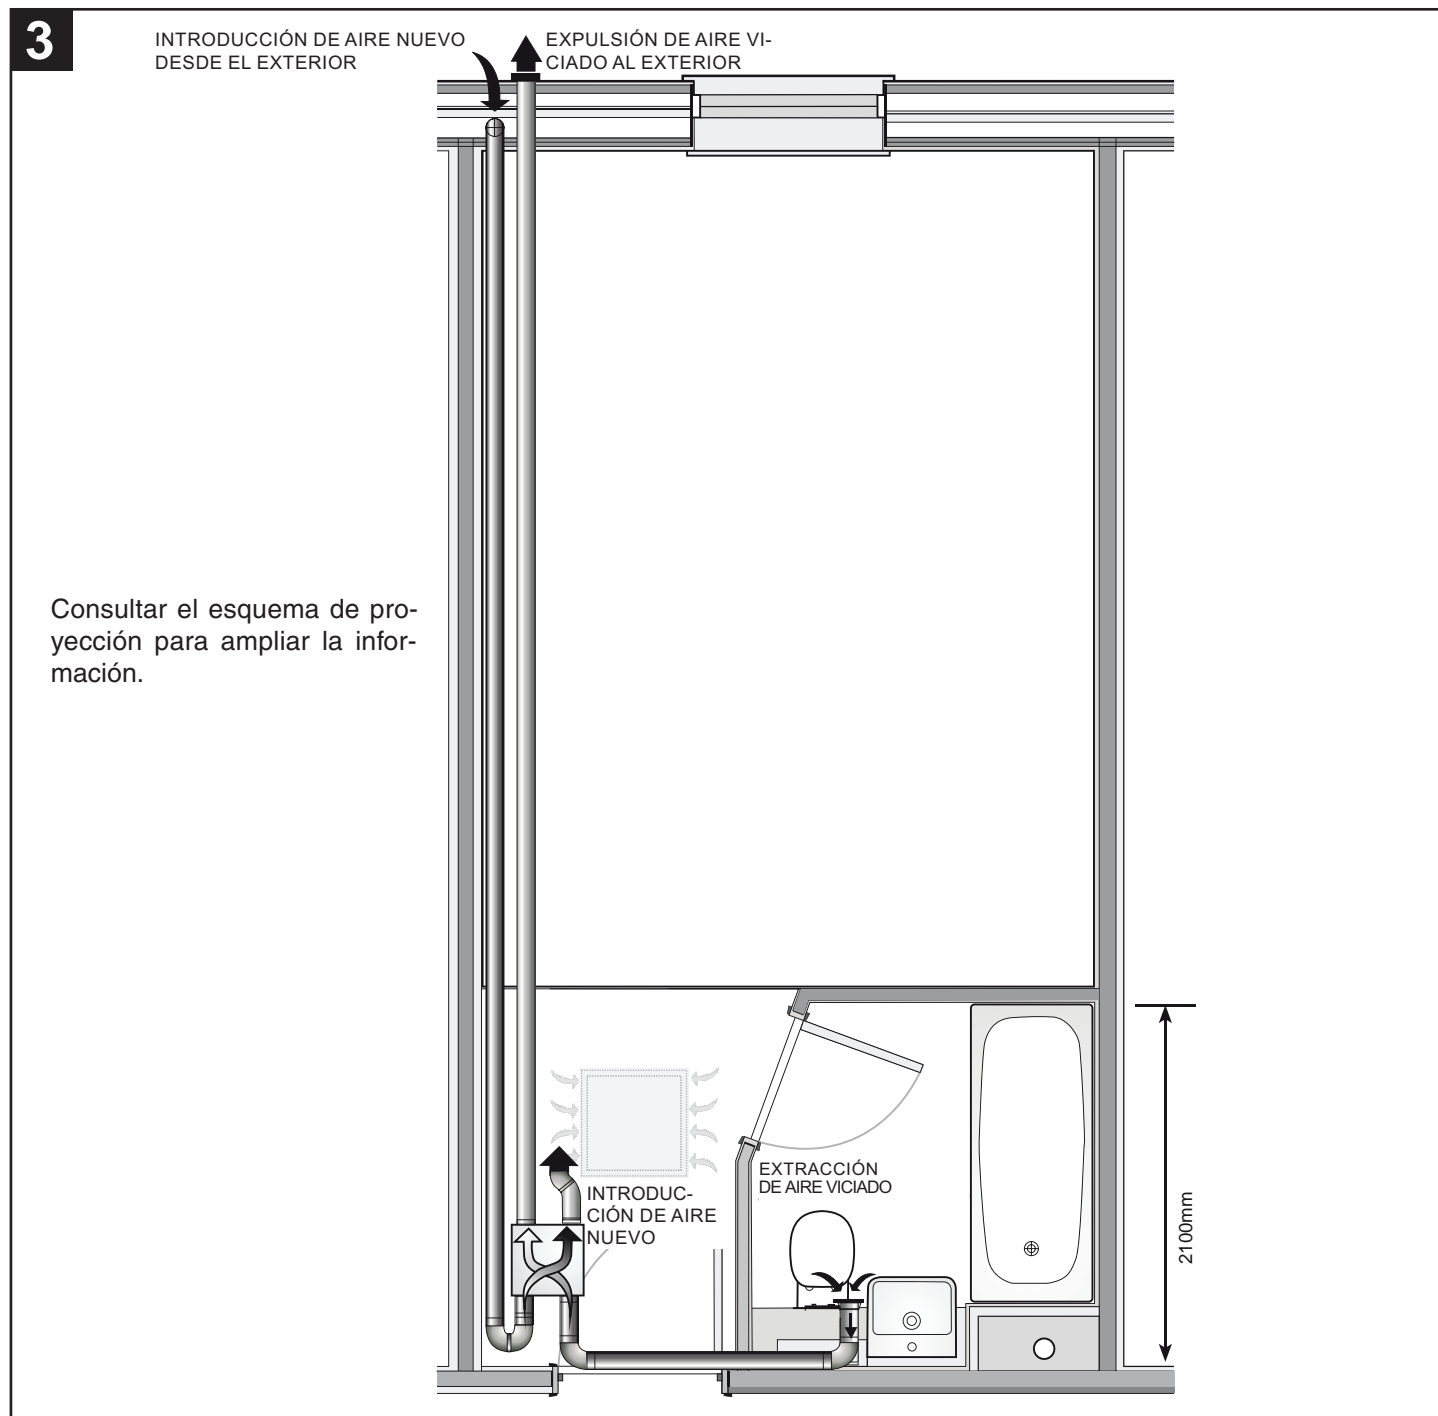 3
INTRODUCCIÓN DE AIRE NUEVO
DESDE EL EXTERIOR
EXPULSIÓN DE AIRE VI-
CIADO AL EXTERIOR
Consultar el esquema de pro-
yección para ampliar la infor-
mación.
EXTRACCIÓN
DE AIRE VICIADO
INTRODUC-
CIÓN DE AIRE
NUEVO
2100mm